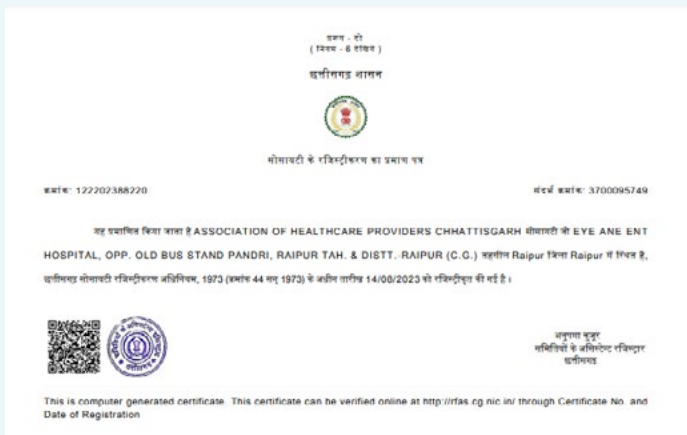 प्रारूप - दो
( नियम - 6 देखिये )
छत्तीसगढ़ शासन
सोसायटी के रजिस्ट्रीकरण का प्रमाण पत्र
क्रमांक: 122202388220
संदर्भ क्रमांक: 3700095749
यह प्रमाणित किया जाता है ASSOCIATION OF HEALTHCARE PROVIDERS CHHATTISGARH सोसायटी जो EYE ANE ENT
HOSPITAL, OPP. OLD BUS STAND PANDRI, RAIPUR TAH. & DISTT.-RAIPUR (C.G.) तहसील Raipur जिला Raipur में स्थित है,
छत्तीसगढ़ सोसायटी रजिस्ट्रीकरण अधिनियम, 1973 (क्रमांक 44 सन् 1973) के अधीन तारीख 14/08/2023 को रजिस्ट्रीकृत की गई है।
अनुपमा कुजूर
समितियों के असिस्टेंट रजिस्ट्रार
छत्तीसगढ़
This is computer generated certificate. This certificate can be verified online at http://rfas.cg.nic.in/ through Certificate No. and
Date of Registration